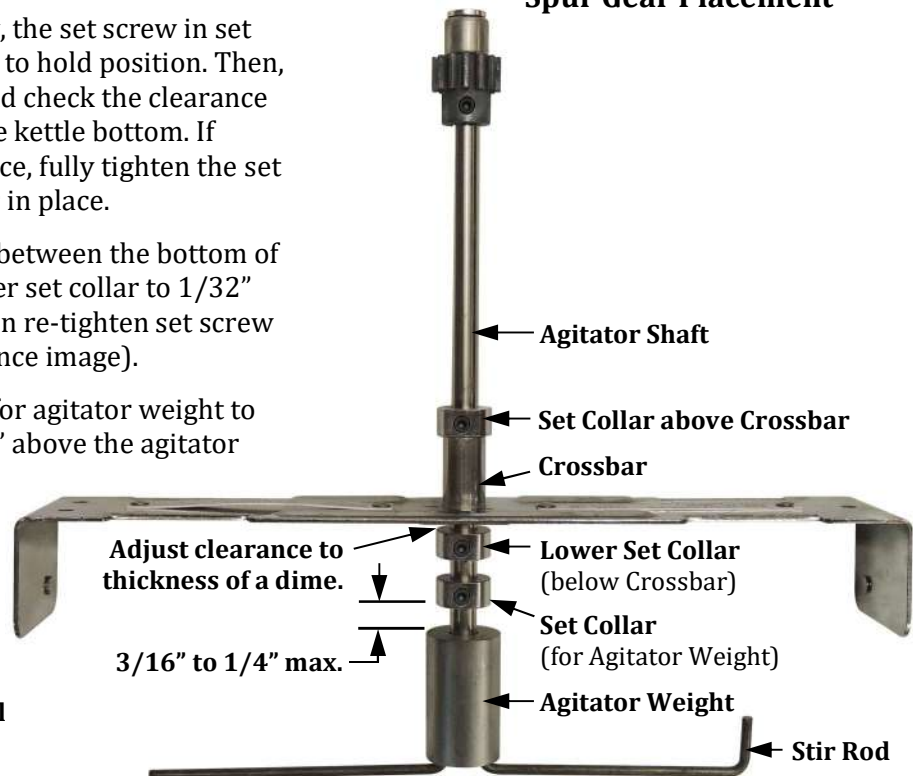 Spur Gear Placement
, the set screw in set
to hold position. Then,
d check the clearance
e kettle bottom. If
ce, fully tighten the set
in place.
between the bottom of
er set collar to 1/32”
n re-tighten set screw
nce image).
for agitator weight to
” above the agitator
Agitator Shaft
Set Collar above Crossbar
Crossbar
Adjust clearance to
thickness of a dime.
Lower Set Collar
(below Crossbar)
Set Collar
(for Agitator Weight)
3/16” to 1/4” max.
Agitator Weight
Stir Rod